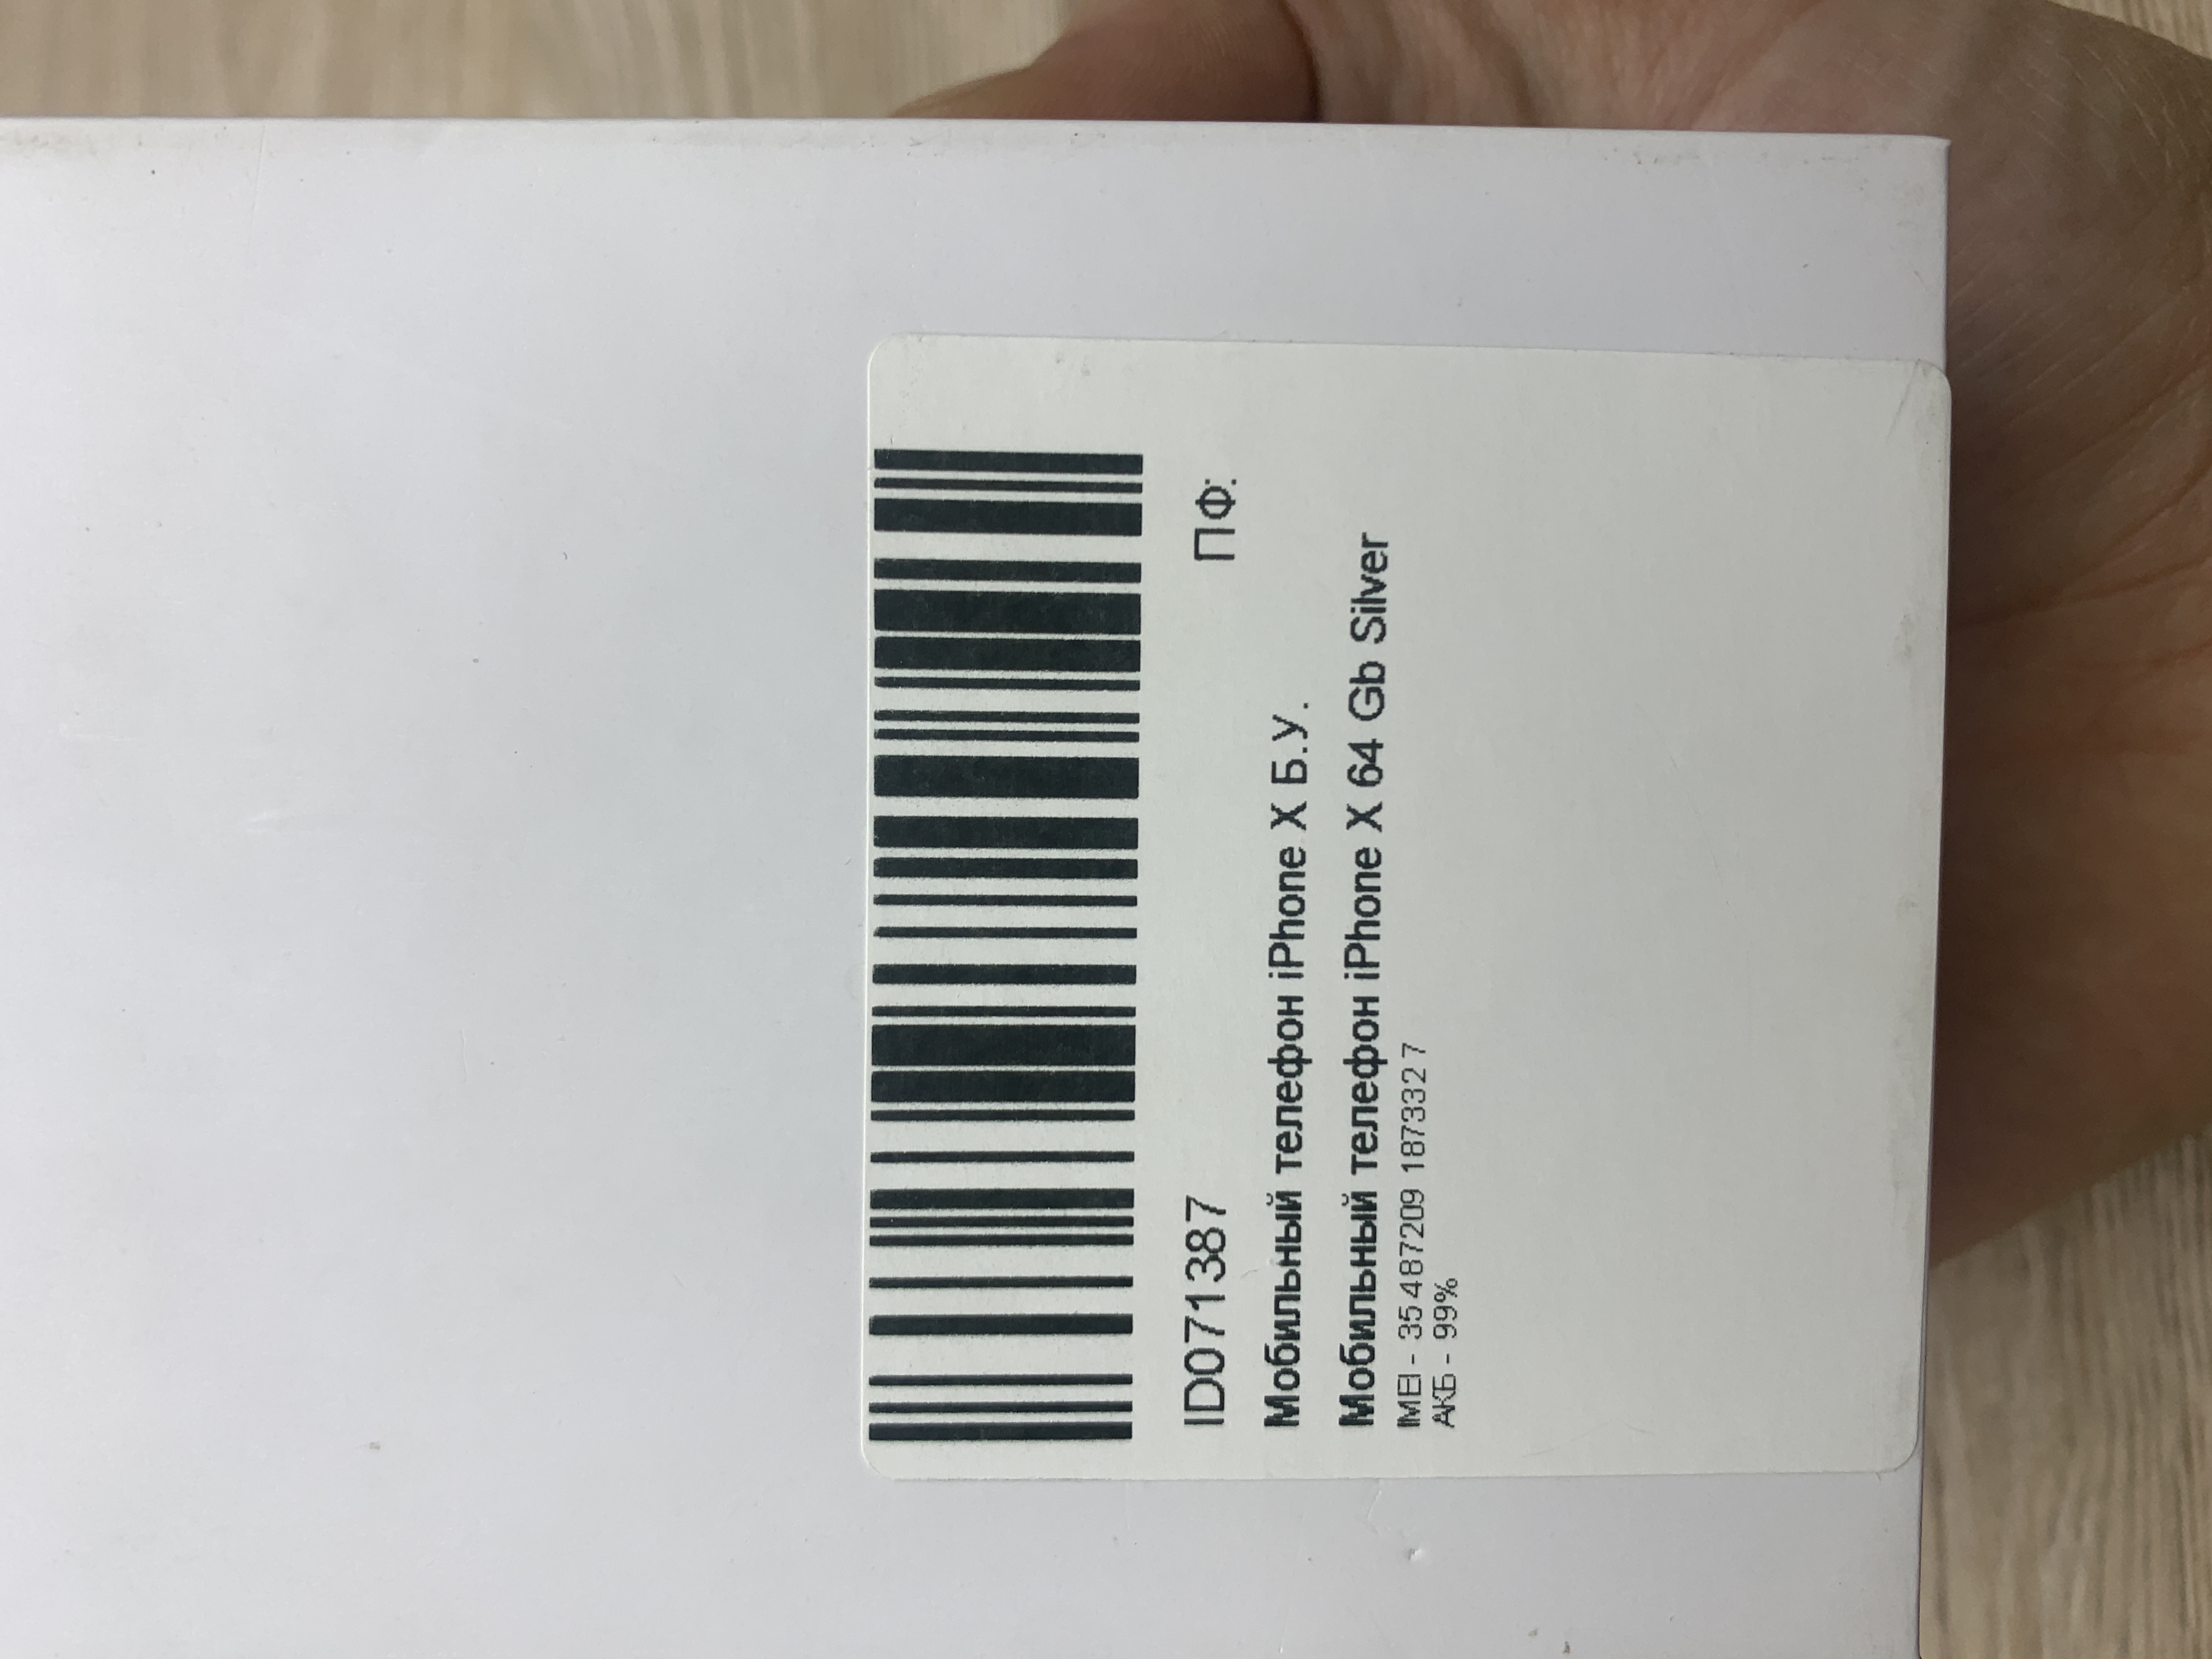 ID071387 ПФ:
Мобильный телефон iPhone X Б.У.
Мобильный телефон iPhone X 64 Gb Silver
IMEI - 35 487209 187332 7
АКБ - 99%